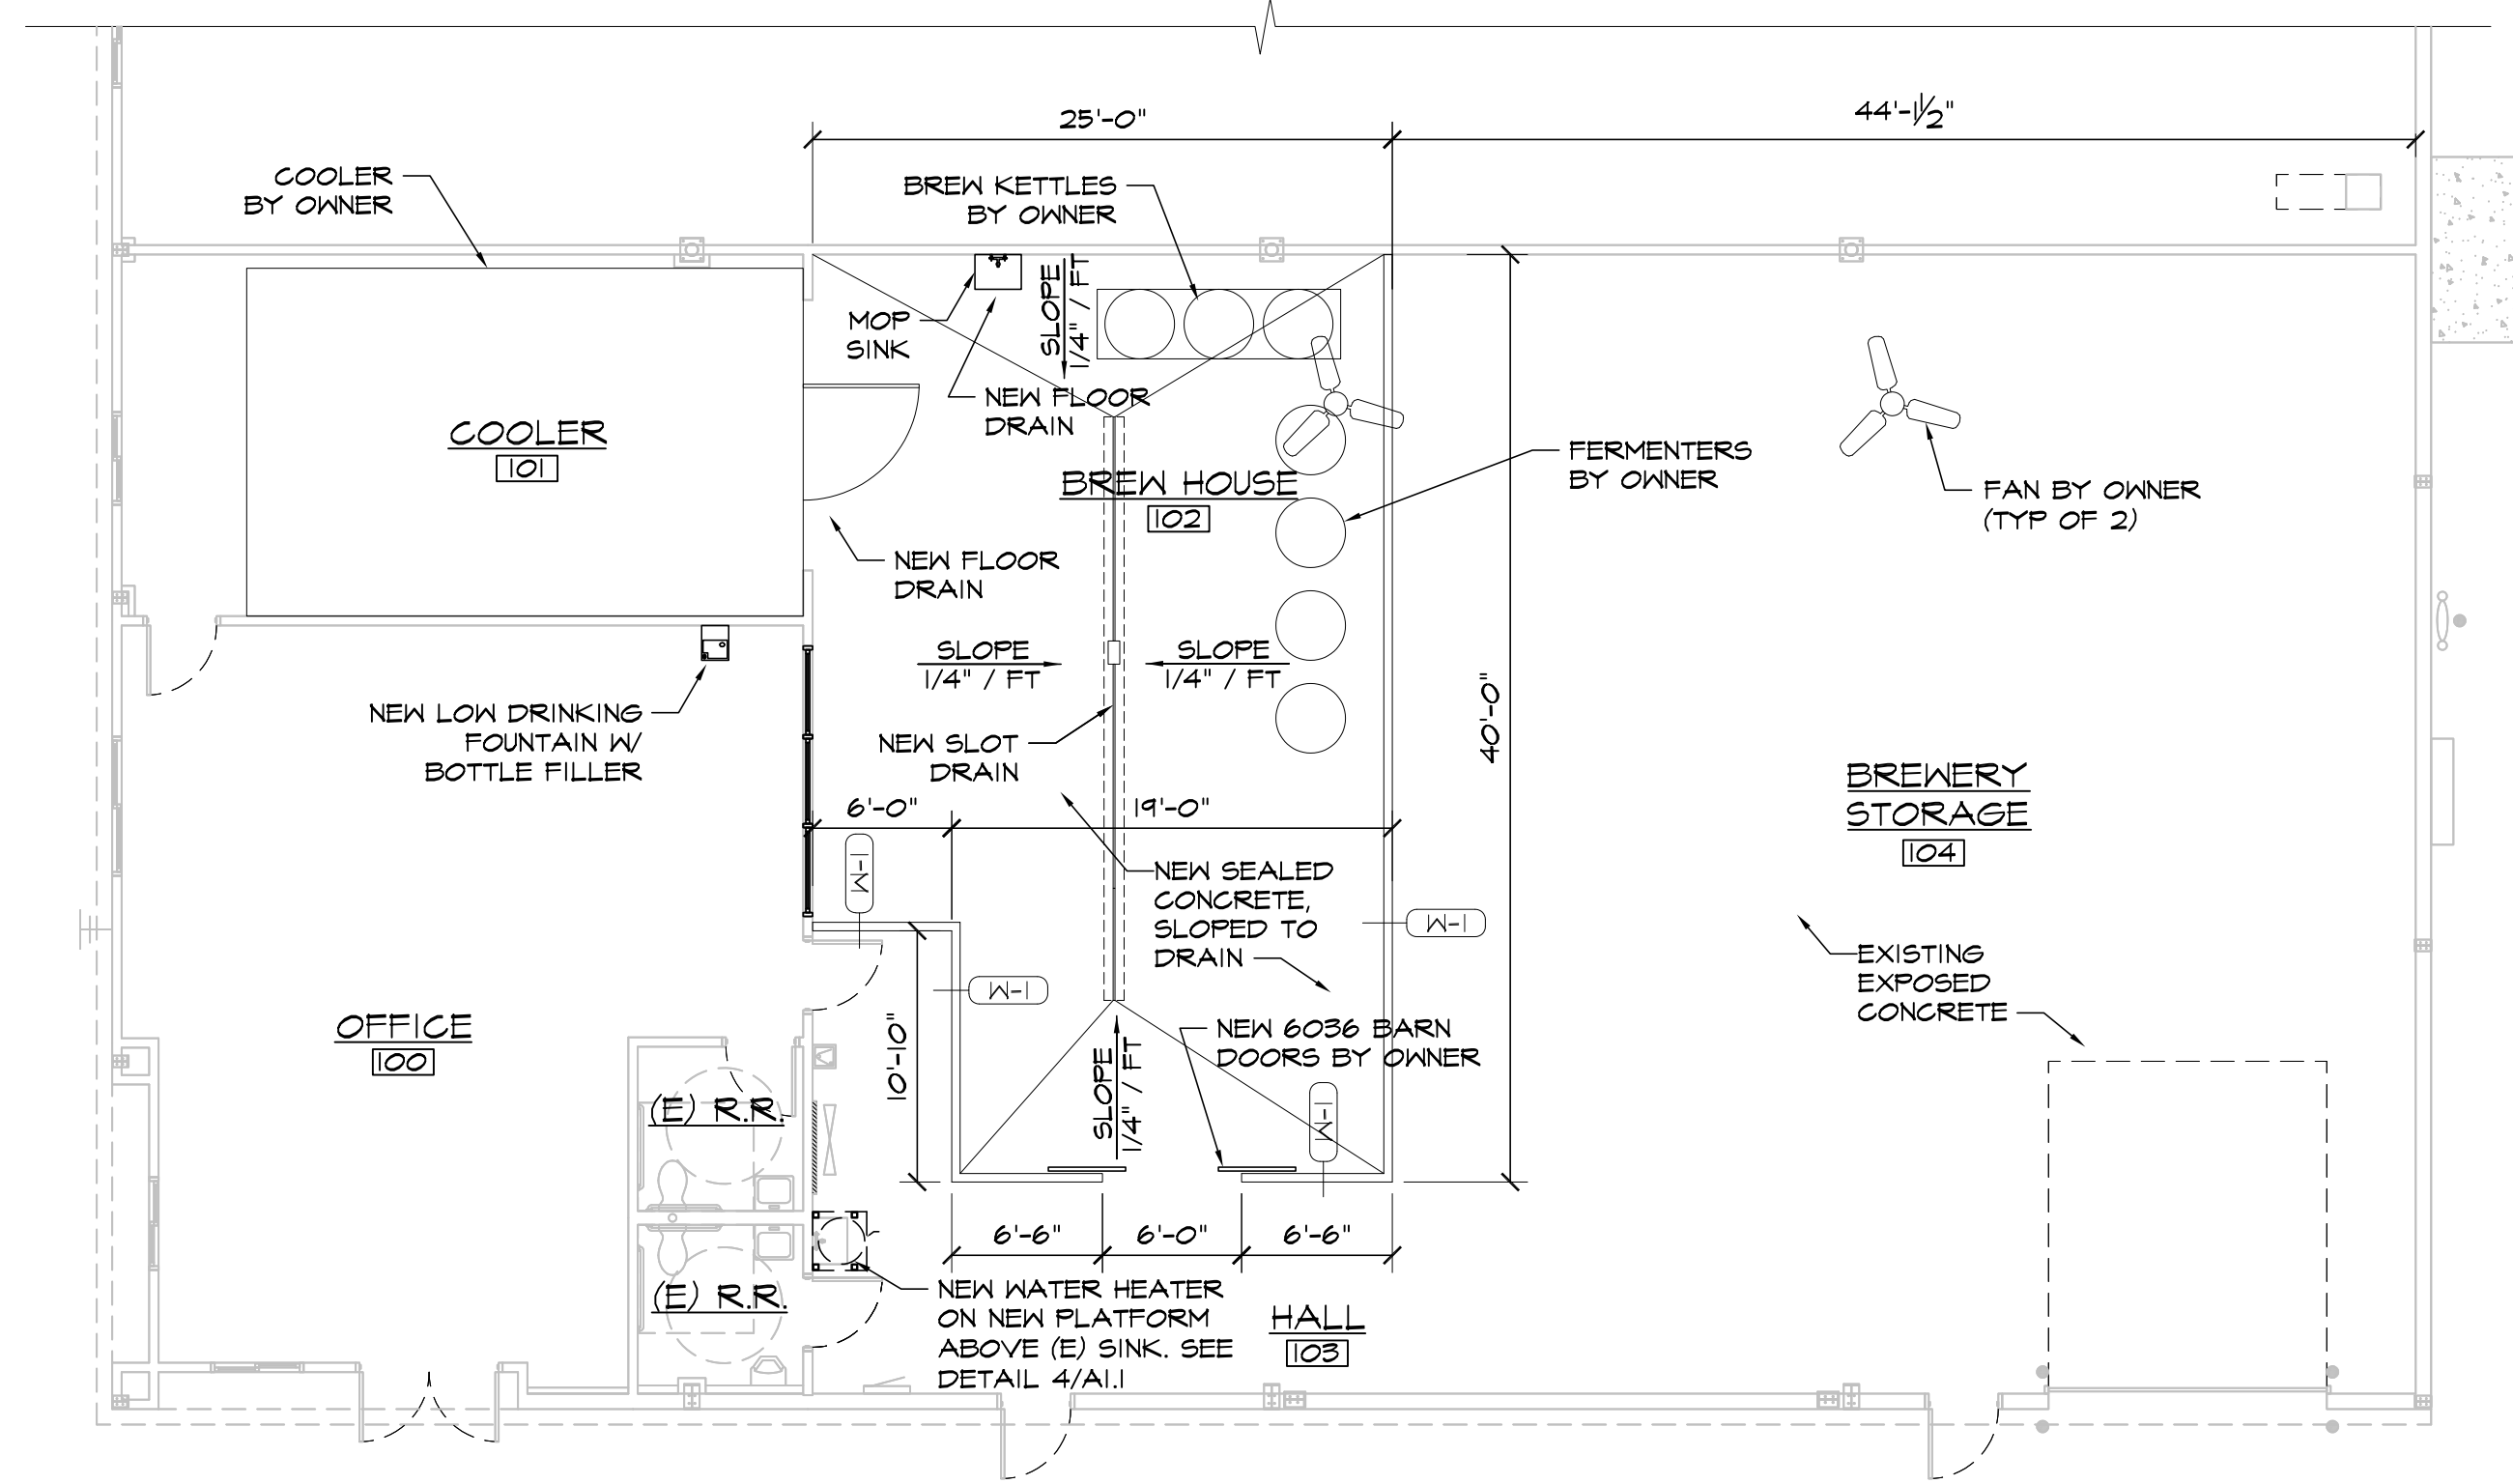 25'-0"
44'-1½"
COOLER
BY OWNER
BREW KETTLES
BY OWNER
MOP
SINK
SLOPE
1/4" / FT
NEW FLOOR
DRAIN
COOLER
101
BREW HOUSE
102
FERMENTERS
BY OWNER
FAN BY OWNER
(TYP OF 2)
NEW FLOOR
DRAIN
SLOPE
1/4" / FT
SLOPE
1/4" / FT
40'-0"
NEW LOW DRINKING
FOUNTAIN W/
BOTTLE FILLER
NEW SLOT
DRAIN
6'-0"
19'-0"
BREWERY
STORAGE
104
W-1
NEW SEALED
CONCRETE,
SLOPED TO
DRAIN
W-1
W-1
EXISTING
EXPOSED
CONCRETE
OFFICE
100
10'-10"
NEW 6036 BARN
DOORS BY OWNER
SLOPE
1/4" / FT
W-1
(E) R.R.
6'-6"
6'-0"
6'-6"
(E) R.R.
NEW WATER HEATER
ON NEW PLATFORM
ABOVE (E) SINK. SEE
DETAIL 4/A1.1
HALL
103